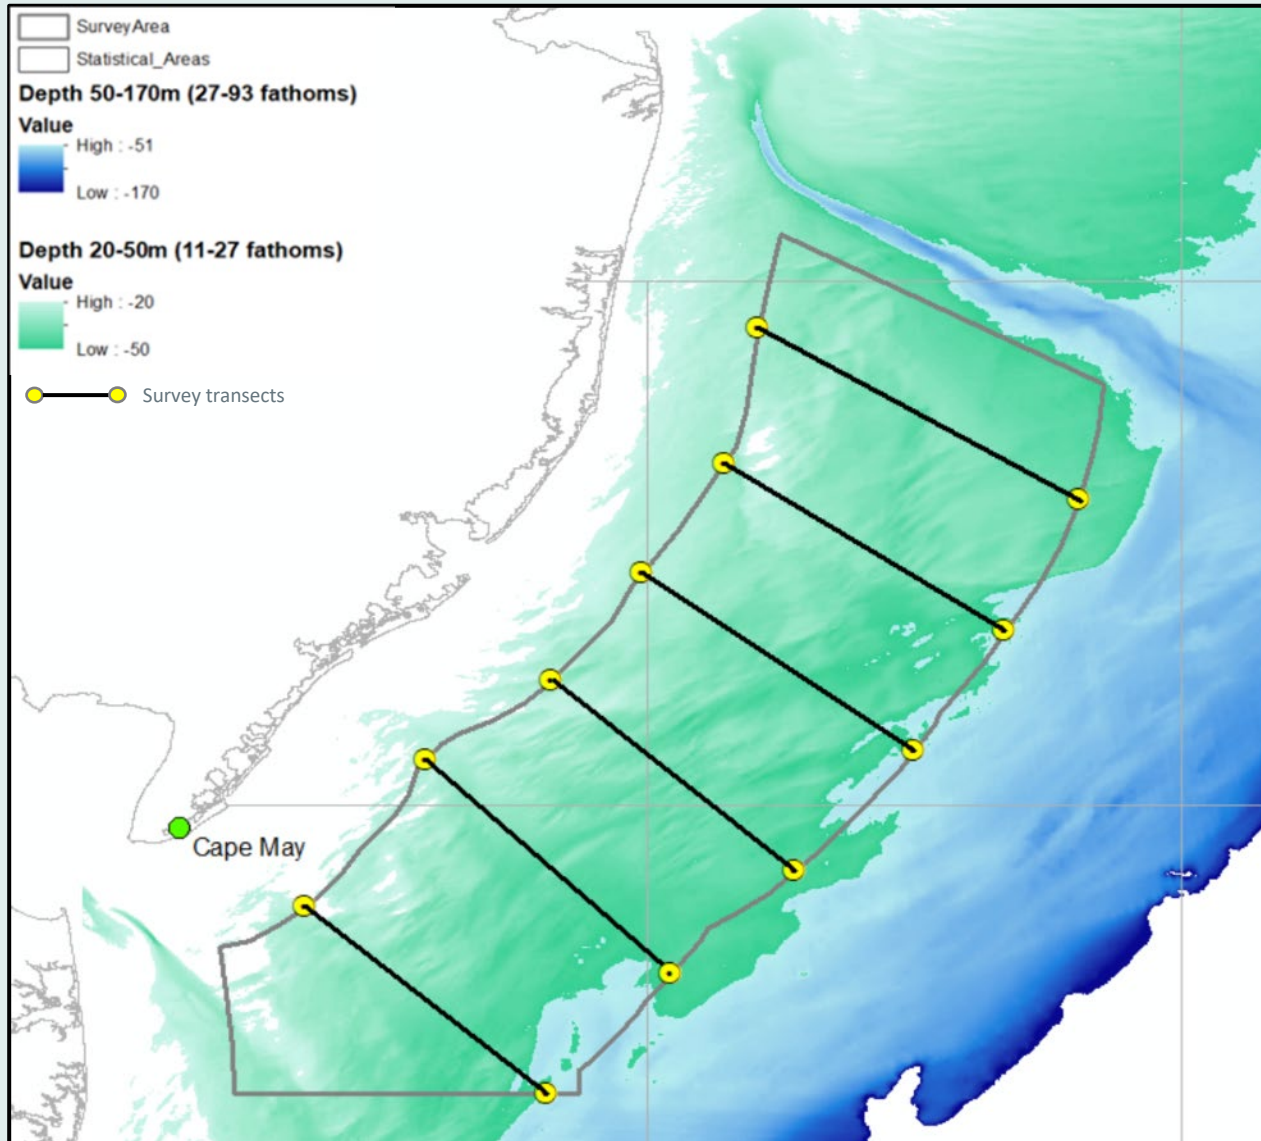 SurveyArea
Statistical_Areas
Depth 50-170m (27-93 fathoms)
Value
High : -51
Low : -170
Depth 20-50m (11-27 fathoms)
Value
High : -20
Low : -50
Survey transects
Cape May